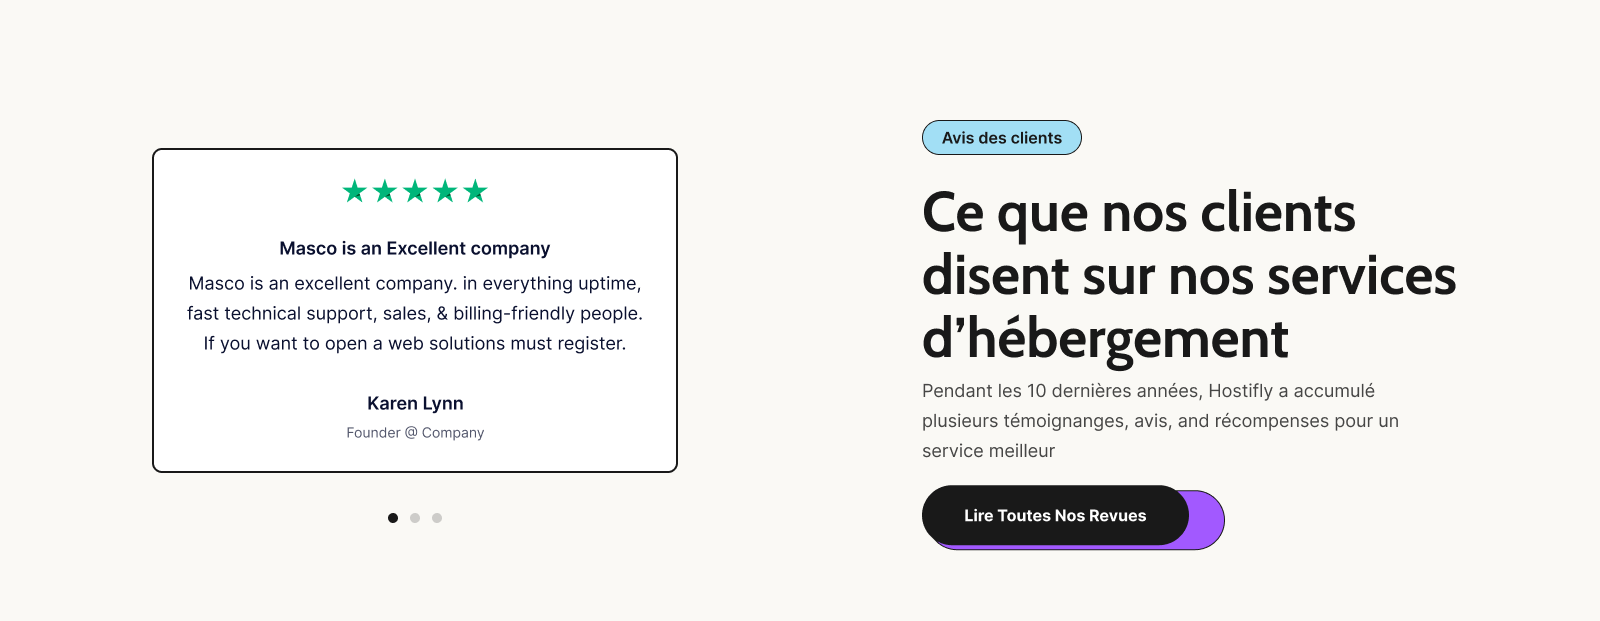 Masco is an Excellent company
Masco is an excellent company. in everything uptime,
fast technical support, sales, & billing-friendly people.
If you want to open a web solutions must register.
Karen Lynn
Founder @ Company
Avis des clients
Ce que nos clients
disent sur nos services
d’hébergement
Pendant les 10 dernières années, Hostifly a accumulé
plusieurs témoignanges, avis, and récompenses pour un
service meilleur
Lire Toutes Nos Revues